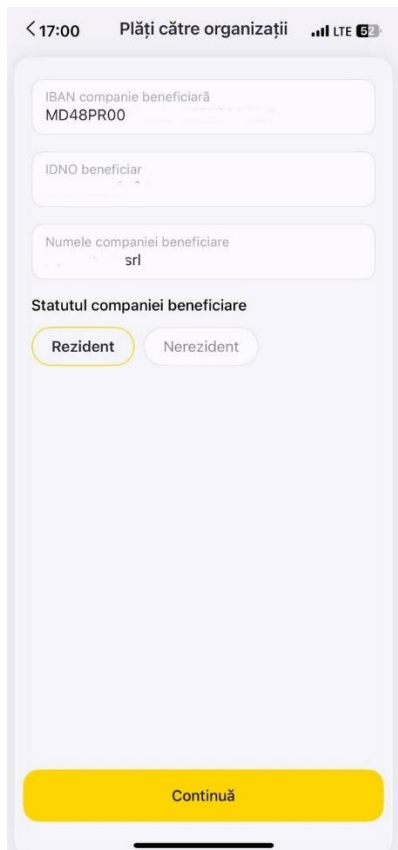 17:00 Plăți către organizații LTE 52
IBAN companie beneficiară
MD48PR00
IDNO beneficiar
Numele companiei beneficiare
srl
Statutul companiei beneficiare
Rezident Nerezident
Continuă